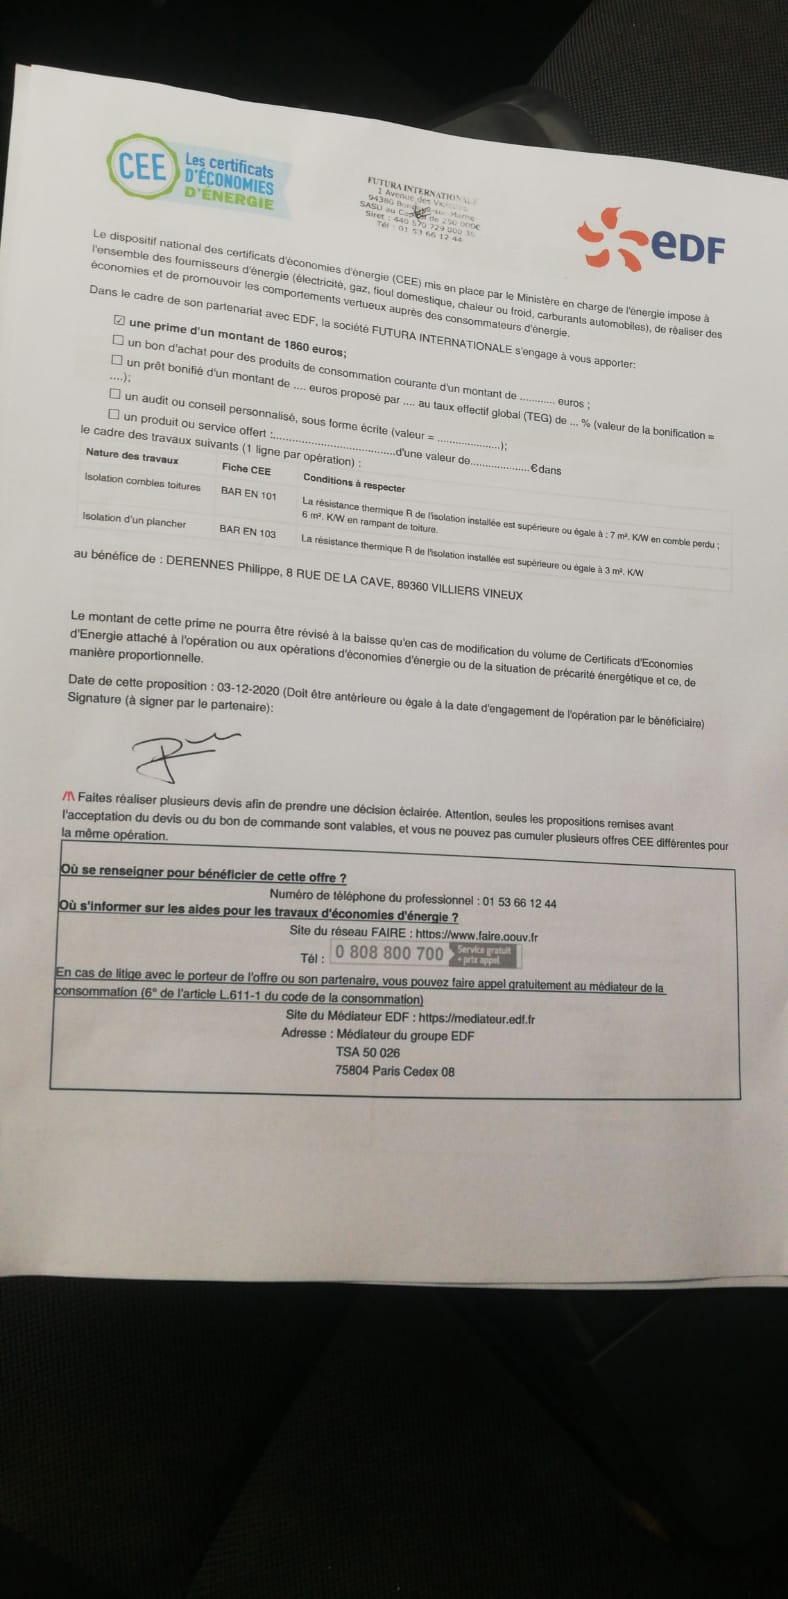 CEE Les certificats
D'ÉCONOMIES
D'ÉNERGIE
FUTURA INTERNATIONALE
1 Avenue des
94380 Bonneuil-sur-Marne
SASU au Capital de 250 000€
Siret : 440 570 729 000
Tél : 01 53 66 12 44
eDF
Le dispositif national des certificats d'économies d'énergie (CEE) mis en place par le Ministère en charge de l'énergie impose à
l'ensemble des fournisseurs d'énergie (électricité, gaz, fioul domestique, chaleur ou froid, carburants automobiles), de réaliser des
économies et de promouvoir les comportements vertueux auprès des consommateurs d'énergie.
Dans le cadre de son partenariat avec EDF, la société FUTURA INTERNATIONALE s'engage à vous apporter:
☑ une prime d'un montant de 1860 euros;
☐ un bon d'achat pour des produits de consommation courante d'un montant de ............ euros ;
☐ un prêt bonifié d'un montant de .... euros proposé par .... au taux effectif global (TEG) de ... % (valeur de la bonification =
....);
☐ un audit ou conseil personnalisé, sous forme écrite (valeur = .....................);
☐ un produit ou service offert :........................................d'une valeur de....................€dans
le cadre des travaux suivants (1 ligne par opération) :
Nature des travaux Fiche CEE Conditions à respecter
Isolation combles toitures BAR EN 101 La résistance thermique R de l'isolation installée est supérieure ou égale à : 7 m². K/W en comble perdu ;
6 m². K/W en rampant de toiture.
Isolation d'un plancher BAR EN 103 La résistance thermique R de l'isolation installée est supérieure ou égale à 3 m². K/W
au bénéfice de : DERENNES Philippe, 8 RUE DE LA CAVE, 89360 VILLIERS VINEUX
Le montant de cette prime ne pourra être révisé à la baisse qu'en cas de modification du volume de Certificats d'Economies
d'Energie attaché à l'opération ou aux opérations d'économies d'énergie ou de la situation de précarité énergétique et ce, de
manière proportionnelle.
Date de cette proposition : 03-12-2020 (Doit être antérieure ou égale à la date d'engagement de l'opération par le bénéficiaire)
Signature (à signer par le partenaire):
/!\ Faites réaliser plusieurs devis afin de prendre une décision éclairée. Attention, seules les propositions remises avant
l'acceptation du devis ou du bon de commande sont valables, et vous ne pouvez pas cumuler plusieurs offres CEE différentes pour
la même opération.
Où se renseigner pour bénéficier de cette offre ?
Numéro de téléphone du professionnel : 01 53 66 12 44
Où s'informer sur les aides pour les travaux d'économies d'énergie ?
Site du réseau FAIRE : https://www.faire.gouv.fr
Tél : 0 808 800 700 Service gratuit
+ prix appel
En cas de litige avec le porteur de l'offre ou son partenaire, vous pouvez faire appel gratuitement au médiateur de la
consommation (6° de l'article L.611-1 du code de la consommation)
Site du Médiateur EDF : https://mediateur.edf.fr
Adresse : Médiateur du groupe EDF
TSA 50 026
75804 Paris Cedex 08